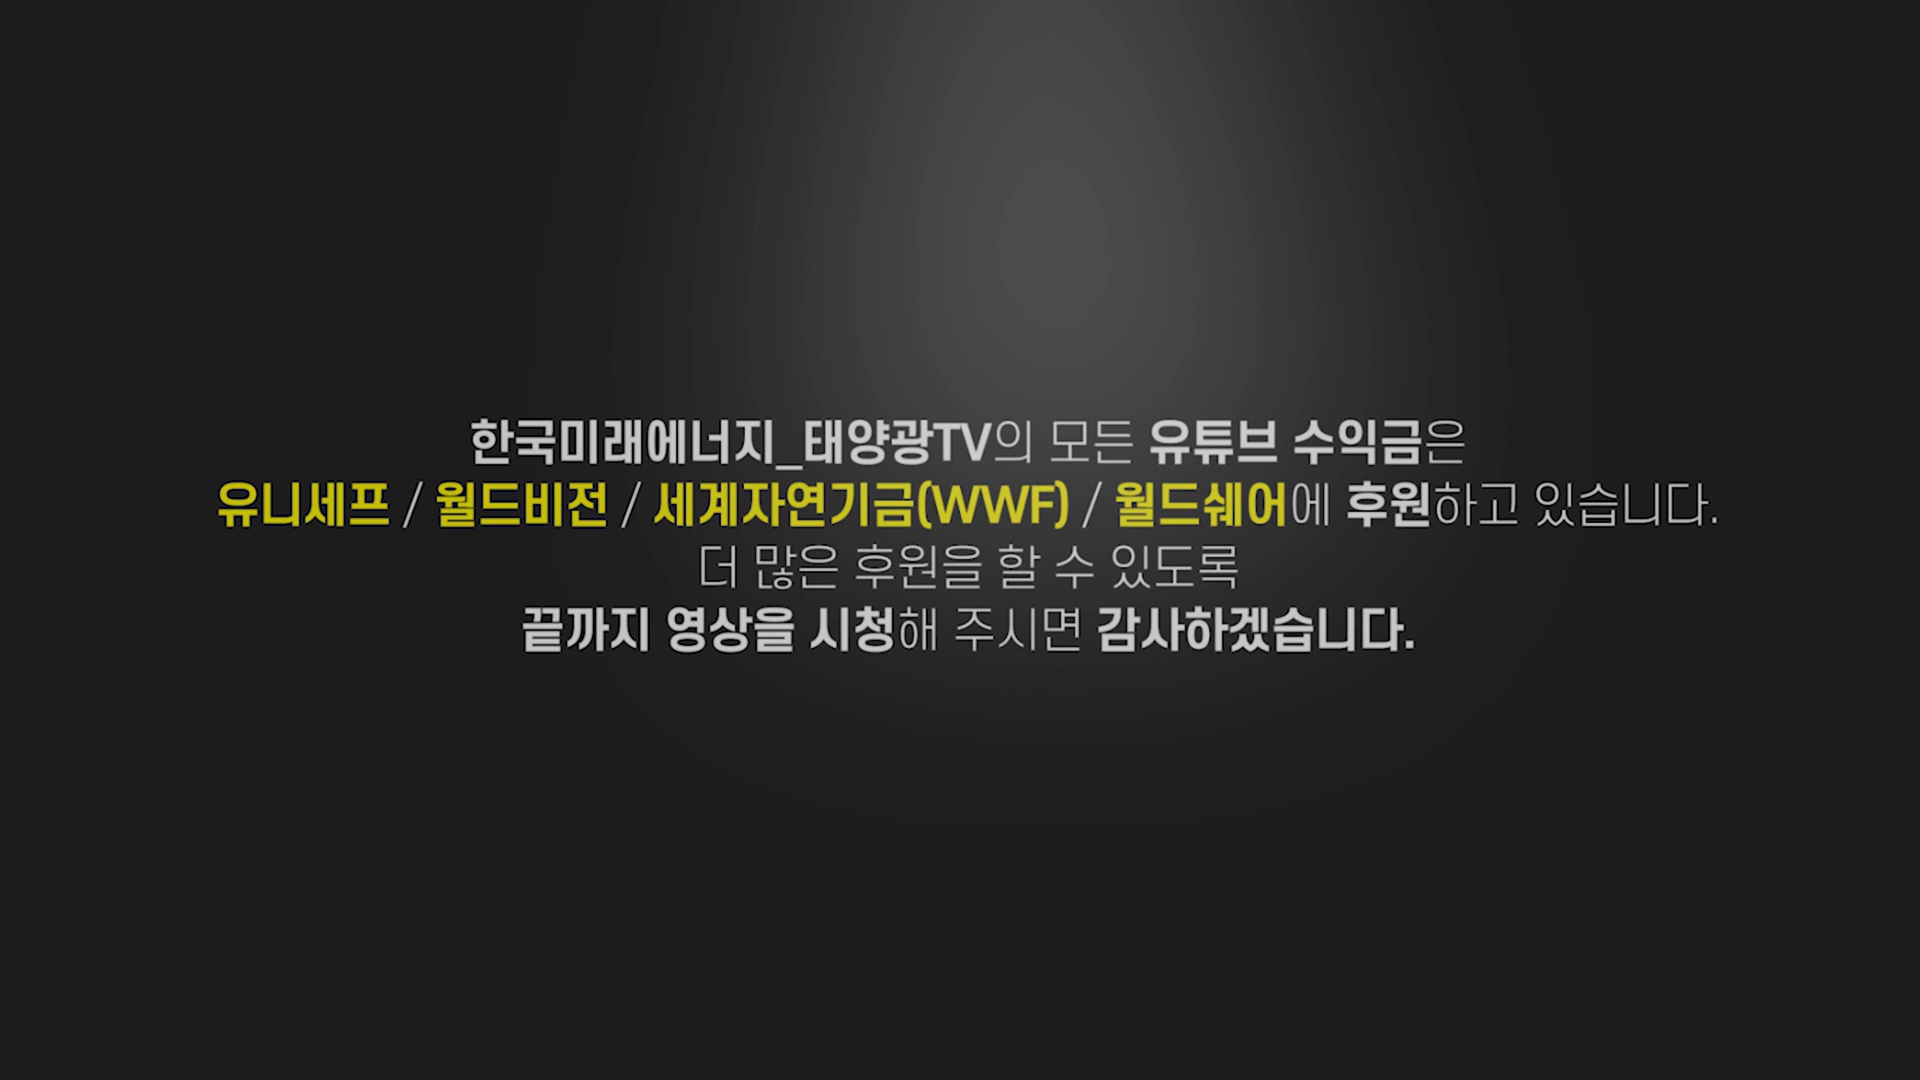 한국미래에너지_태양광TV의 모든 유튜브 수익금은
유니세프 / 월드비전 / 세계자연기금(WWF) / 월드쉐어에 후원하고 있습니다.
더 많은 후원을 할 수 있도록
끝까지 영상을 시청해 주시면 감사하겠습니다.